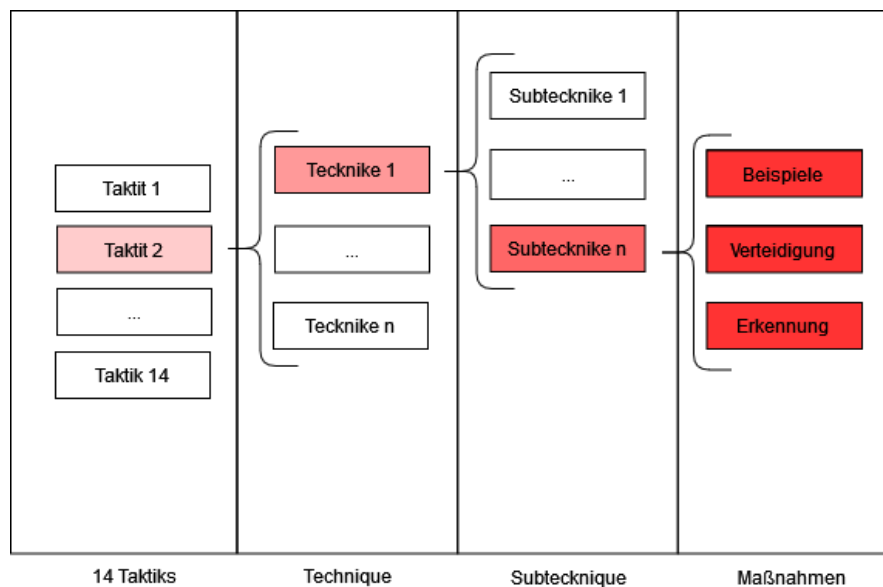 Taktit 1
Taktit 2
...
Taktik 14
Tecknike 1
...
Tecknike n
Subtecknike 1
...
Subtecknike n
Beispiele
Verteidigung
Erkennung
14 Taktiks
Technique
Subtecknique
Maßnahmen